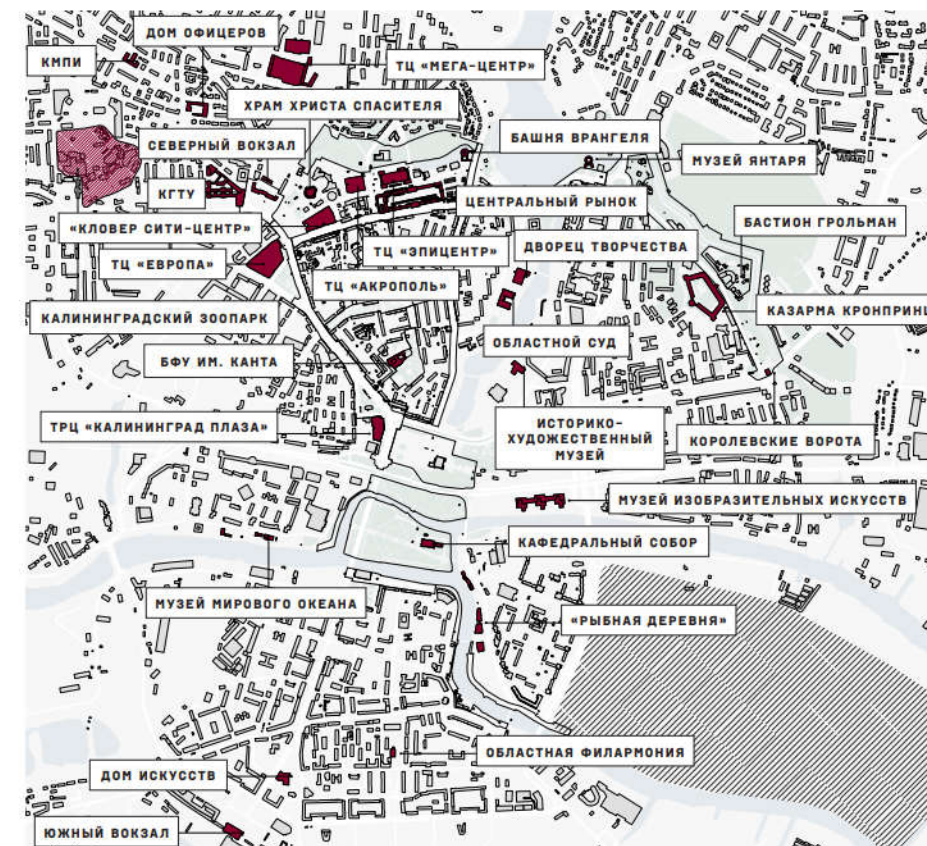 ДОМ ОФИЦЕРОВ
КМПИ
ТЦ «МЕГА-ЦЕНТР»
ХРАМ ХРИСТА СПАСИТЕЛЯ
СЕВЕРНЫЙ ВОКЗАЛ
БАШНЯ ВРАНГЕЛЯ
МУЗЕЙ ЯНТАРЯ
КГТУ
ЦЕНТРАЛЬНЫЙ РЫНОК
«КЛОВЕР СИТИ-ЦЕНТР»
БАСТИОН ГРОЛЬМАН
ТЦ «ЭПИЦЕНТР»
ДВОРЕЦ ТВОРЧЕСТВА
ТЦ «ЕВРОПА»
ТЦ «АКРОПОЛЬ»
КАЛИНИНГРАДСКИЙ ЗООПАРК
КАЗАРМА КРОНПРИНЦ
ОБЛАСТНОЙ СУД
БФУ ИМ. КАНТА
ТРЦ «КАЛИНИНГРАД ПЛАЗА»
ИСТОРИКО-
ХУДОЖЕСТВЕННЫЙ
МУЗЕЙ
КОРОЛЕВСКИЕ ВОРОТА
МУЗЕЙ ИЗОБРАЗИТЕЛЬНЫХ ИСКУССТВ
КАФЕДРАЛЬНЫЙ СОБОР
МУЗЕЙ МИРОВОГО ОКЕАНА
«РЫБНАЯ ДЕРЕВНЯ»
ОБЛАСТНАЯ ФИЛАРМОНИЯ
ДОМ ИСКУССТВ
ЮЖНЫЙ ВОКЗАЛ